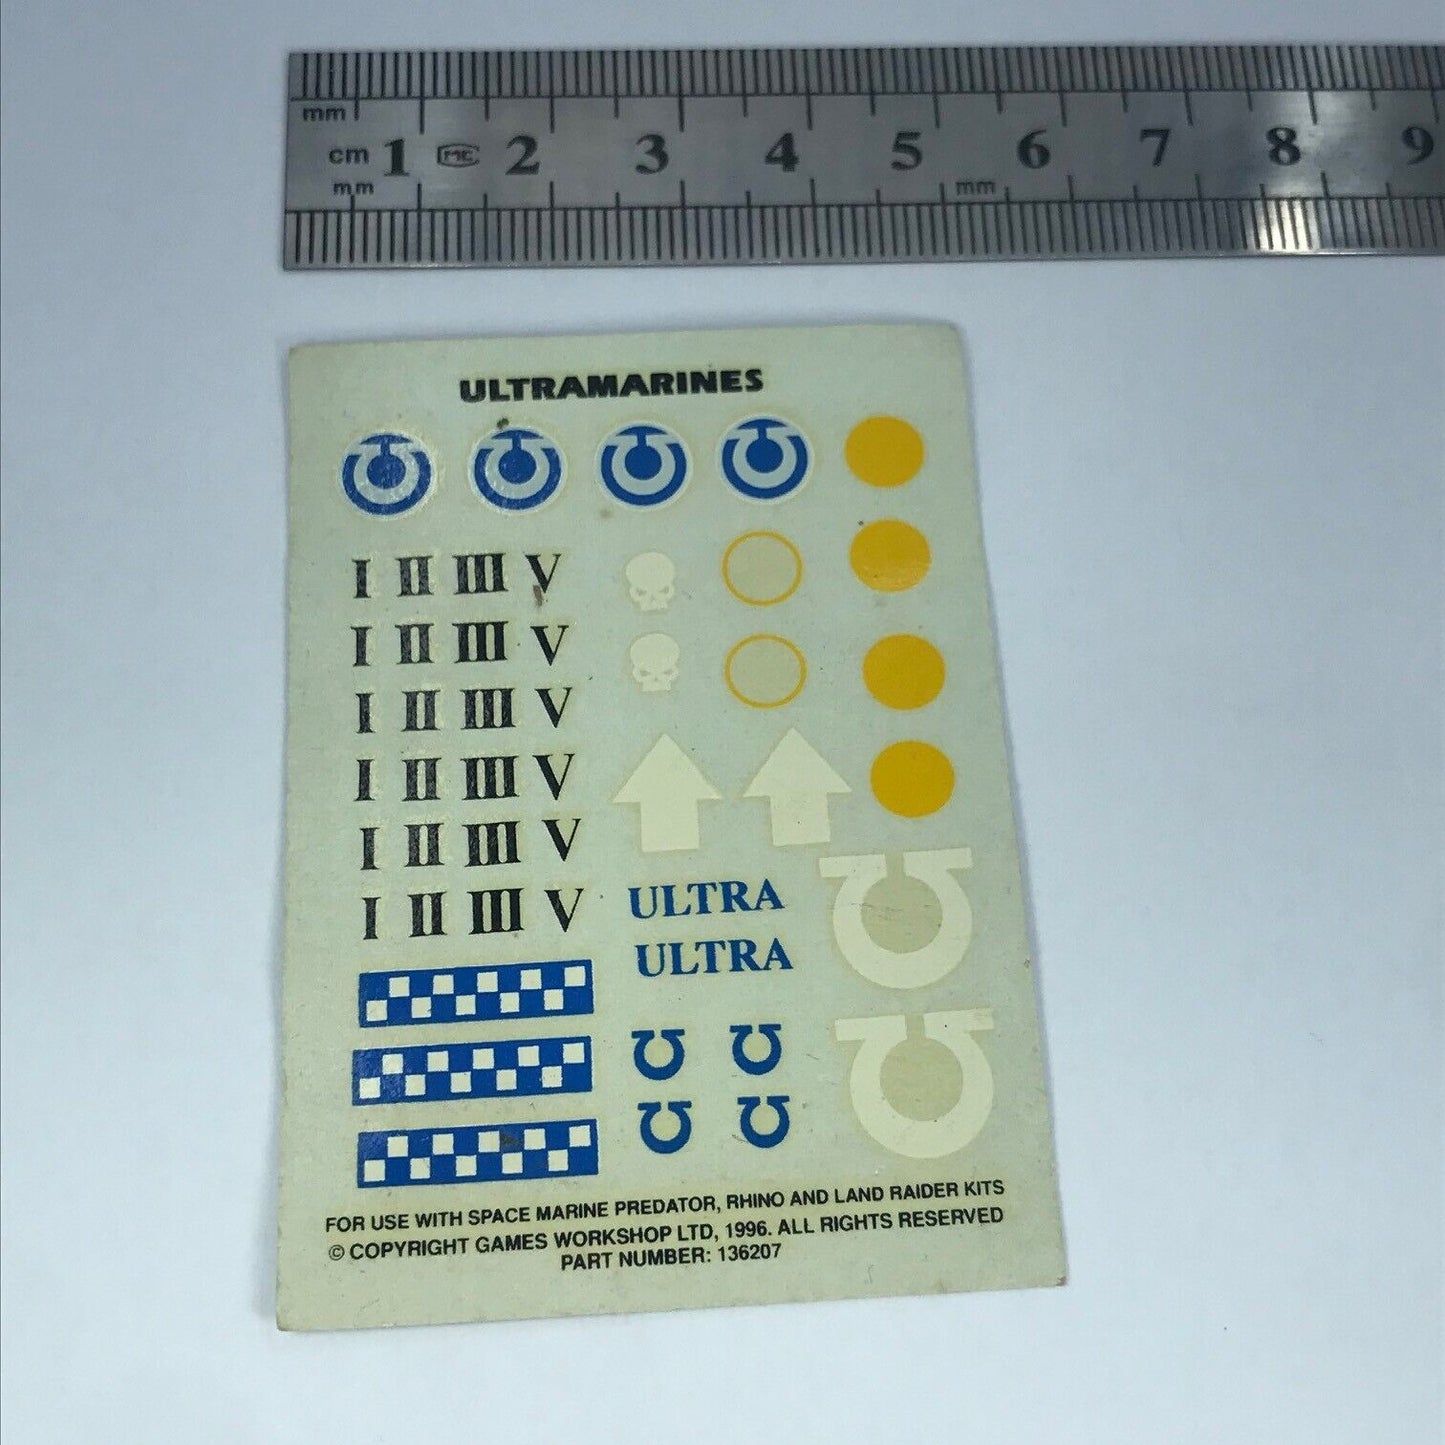 mm
cm 1 MC 2 3 4 5 6 7 8 9
mm mm
ULTRAMARINES
I II III V
I II III V
I II III V
I II III V
I II III V
I II III V
ULTRA
ULTRA
FOR USE WITH SPACE MARINE PREDATOR, RHINO AND LAND RAIDER KITS
© COPYRIGHT GAMES WORKSHOP LTD, 1996. ALL RIGHTS RESERVED
PART NUMBER: 136207